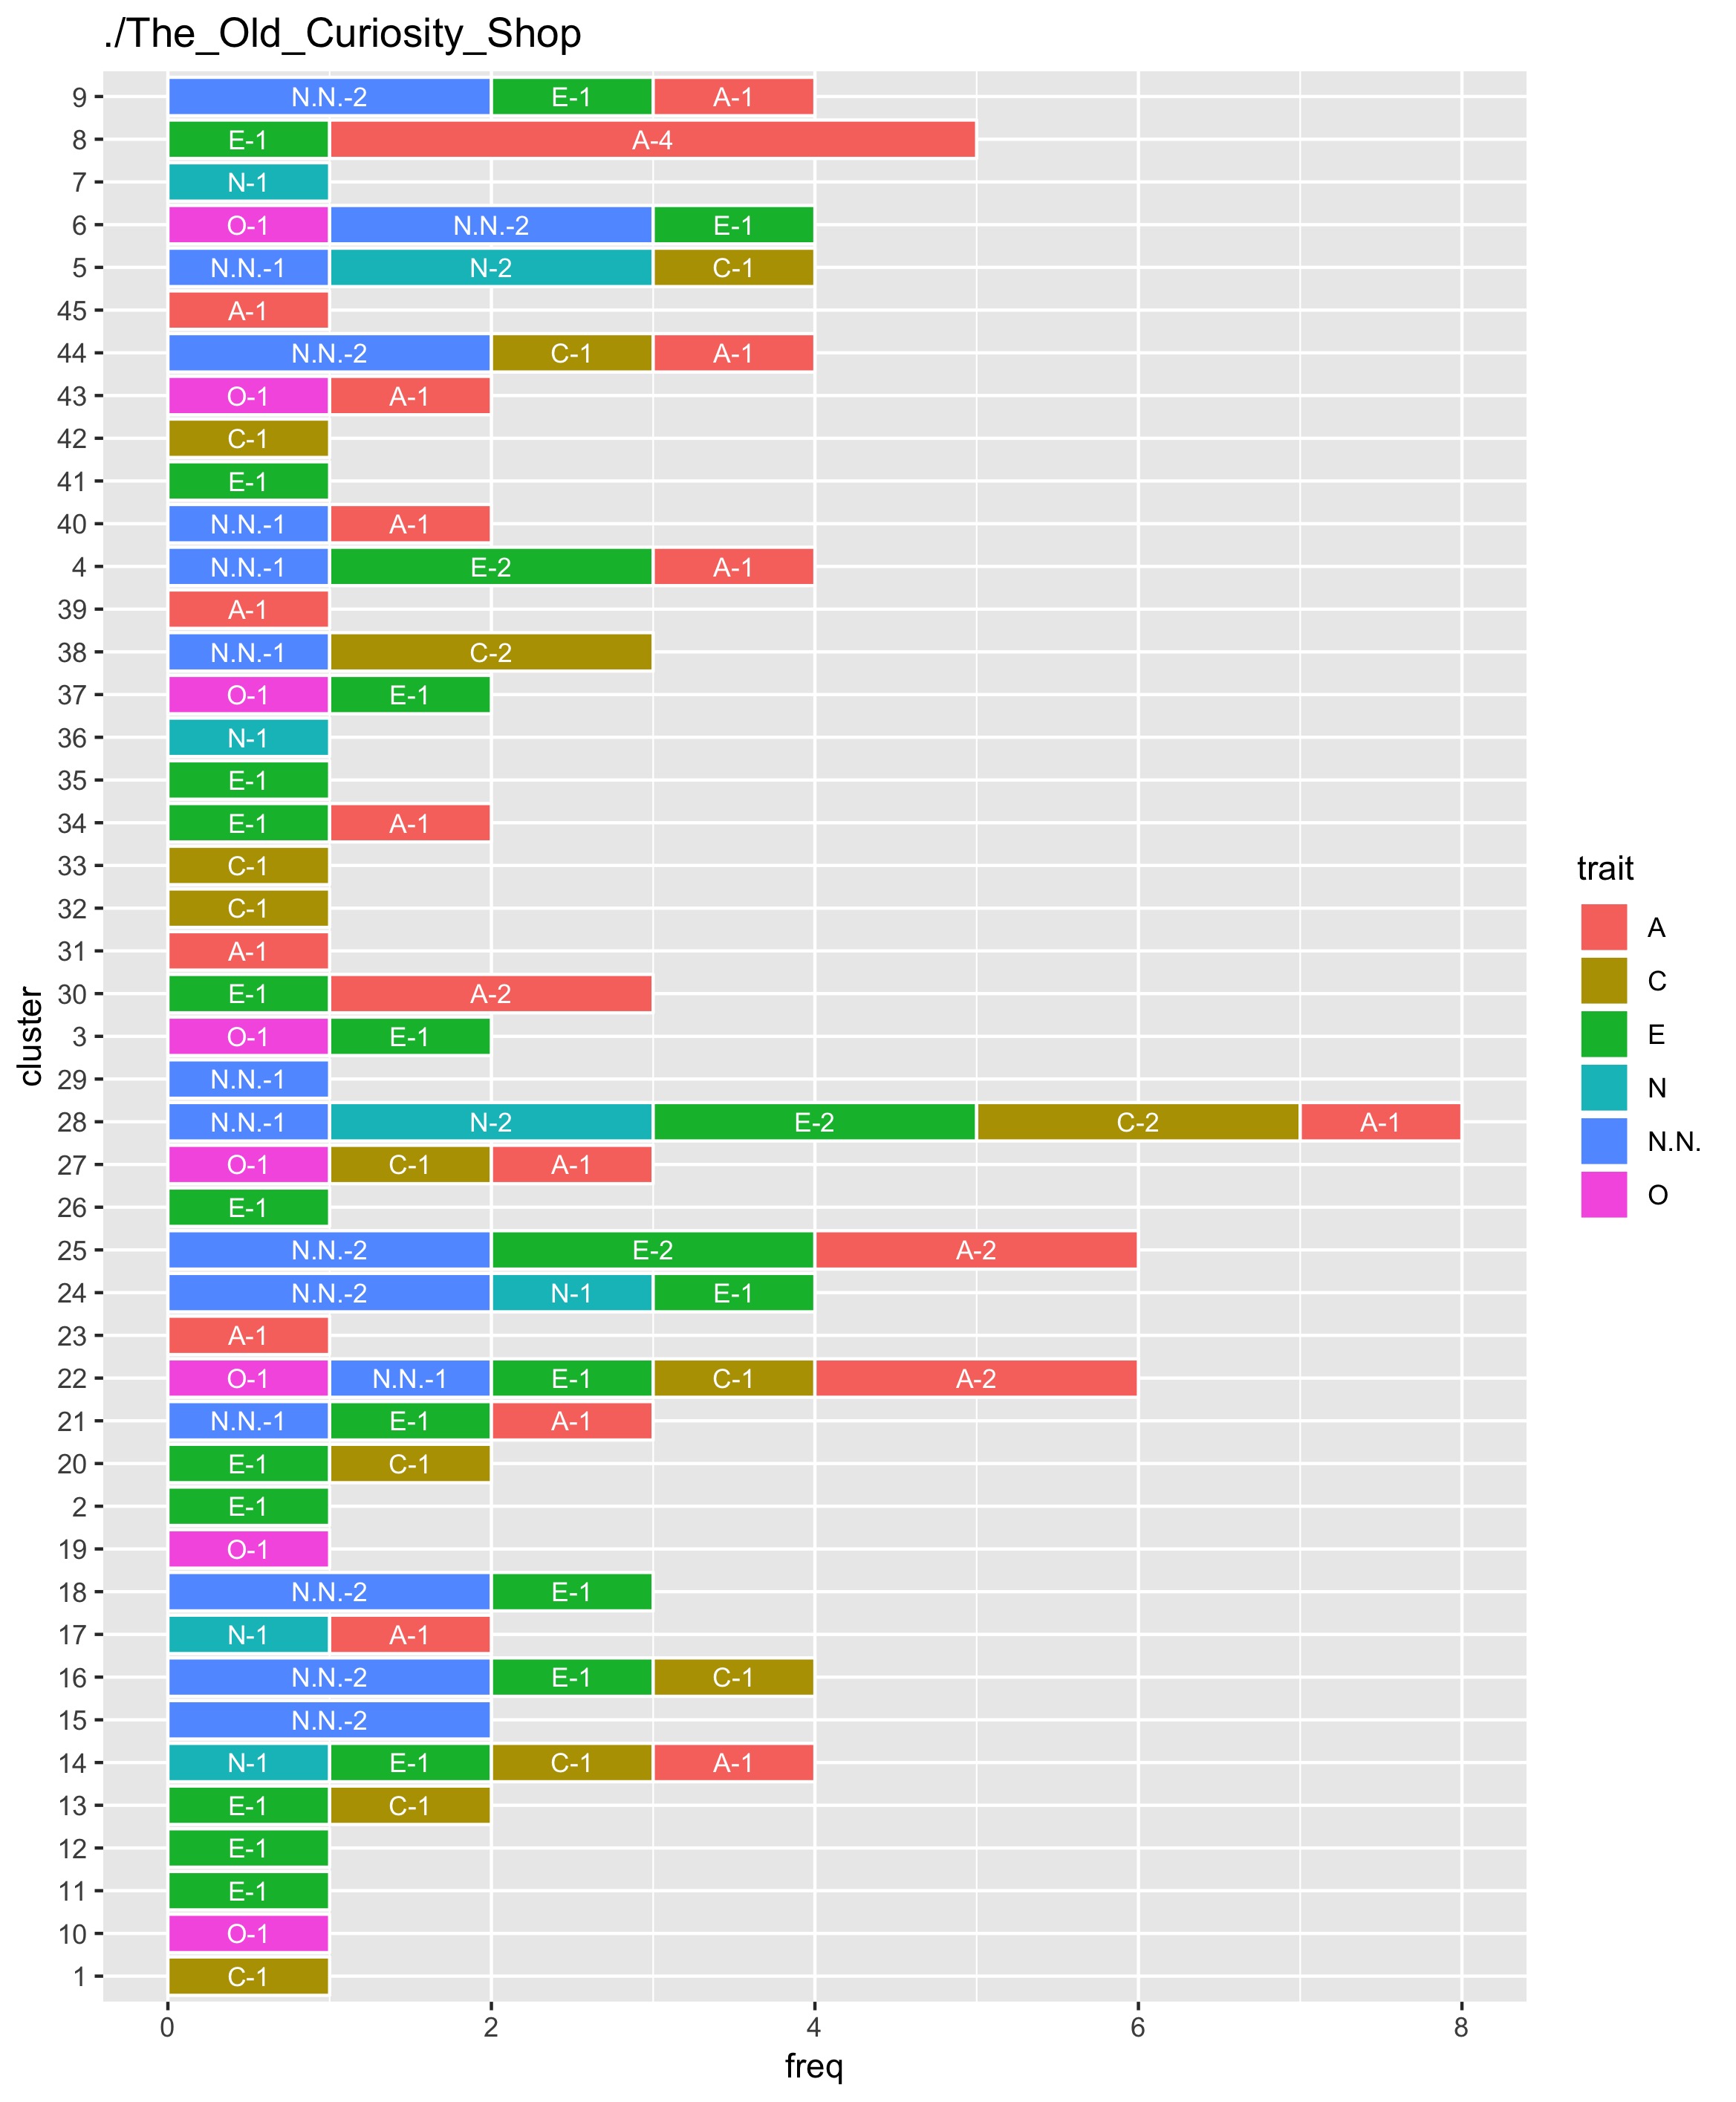 ./The_Old_Curiosity_Shop
9 N.N.-2 E-1 A-1
8 E-1 A-4
7 N-1
6 O-1 N.N.-2 E-1
5 N.N.-1 N-2 C-1
45 A-1
44 N.N.-2 C-1 A-1
43 O-1 A-1
42 C-1
41 E-1
40 N.N.-1 A-1
4 N.N.-1 E-2 A-1
39 A-1
38 N.N.-1 C-2
37 O-1 E-1
36 N-1
35 E-1
34 E-1 A-1
33 C-1
32 C-1
31 A-1
30 E-1 A-2
3 O-1 E-1
29 N.N.-1
28 N.N.-1 N-2 E-2 C-2 A-1
27 O-1 C-1 A-1
26 E-1
25 N.N.-2 E-2 A-2
24 N.N.-2 N-1 E-1
23 A-1
22 O-1 N.N.-1 E-1 C-1 A-2
21 N.N.-1 E-1 A-1
20 E-1 C-1
2 E-1
19 O-1
18 N.N.-2 E-1
17 N-1 A-1
16 N.N.-2 E-1 C-1
15 N.N.-2
14 N-1 E-1 C-1 A-1
13 E-1 C-1
12 E-1
11 E-1
10 O-1
1 C-1
0 2 4 6 8
freq
cluster
trait
A
C
E
N
N.N.
O